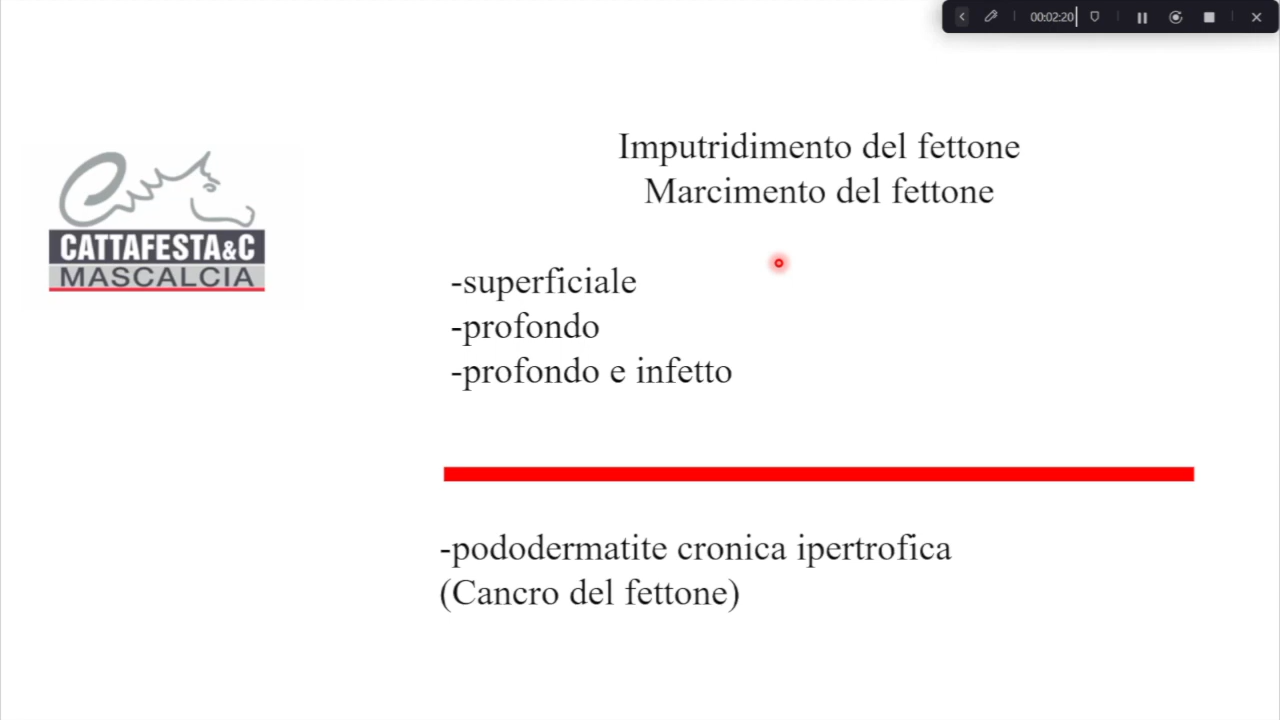 00:02:20
CATTAFESTA&C
MASCALCIA
Imputridimento del fettone
Marcimento del fettone
-superficiale
-profondo
-profondo e infetto
-pododermatite cronica ipertrofica
(Cancro del fettone)